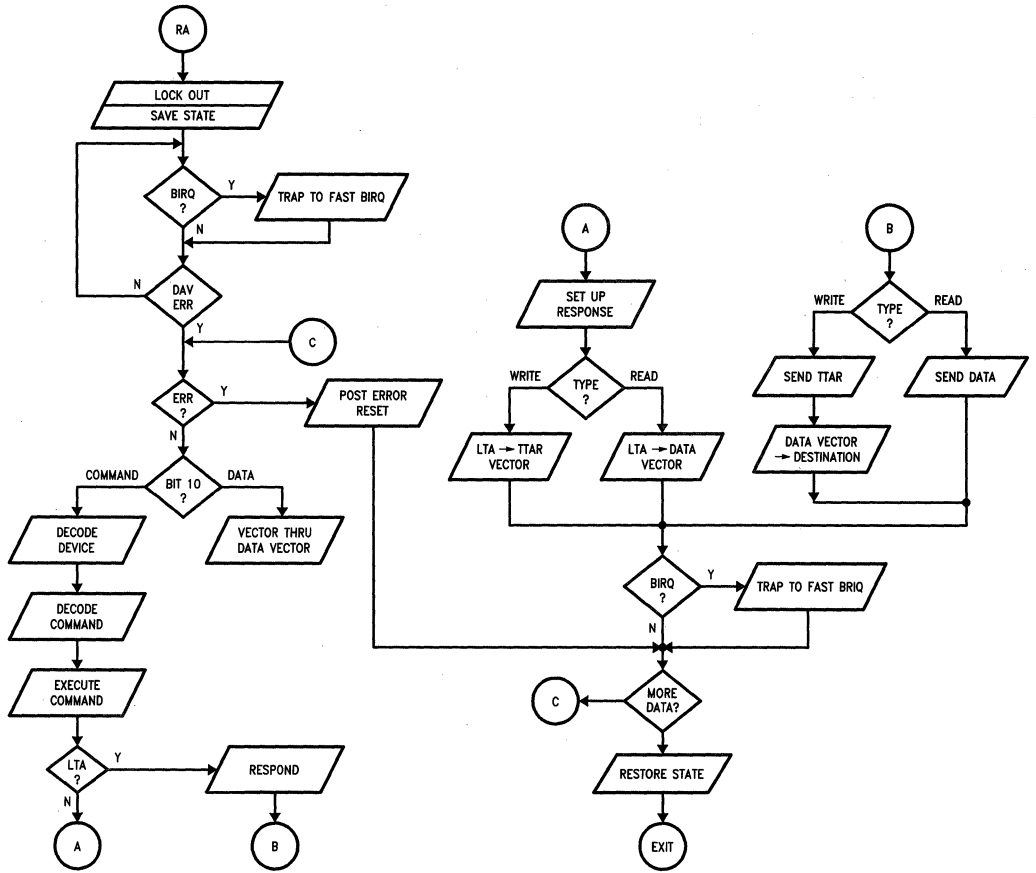 RA
LOCK OUT
SAVE STATE
BIRQ
?
Y
TRAP TO FAST BIRQ
N
DAV
ERR
N
Y
C
ERR
?
Y
POST ERROR
RESET
N
BIT 10
?
COMMAND
DATA
DECODE
DEVICE
VECTOR THRU
DATA VECTOR
DECODE
COMMAND
EXECUTE
COMMAND
LTA
?
Y
RESPOND
N
A
B
A
SET UP
RESPONSE
TYPE
?
WRITE
READ
LTA → TTAR
VECTOR
LTA → DATA
VECTOR
B
TYPE
?
WRITE
READ
SEND TTAR
SEND DATA
DATA VECTOR
→ DESTINATION
BIRQ
?
Y
TRAP TO FAST BRIQ
N
MORE
DATA?
C
RESTORE STATE
EXIT